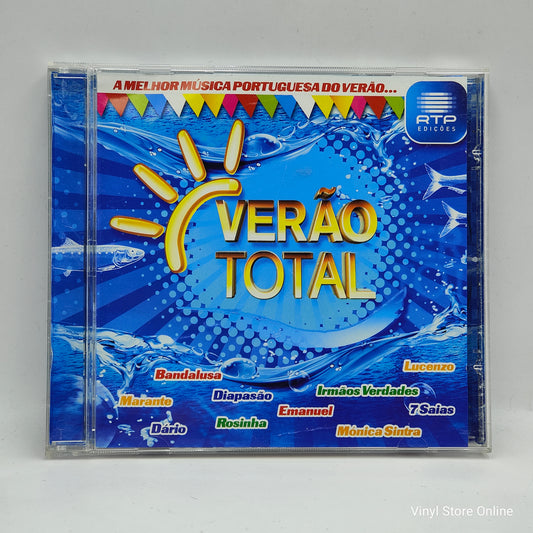 A MELHOR MÚSICA PORTUGUESA DO VERÃO...
RTP
EDIÇÕES
VERÃO
TOTAL
Lucenzo
Bandalusa
Diapasão
Irmãos Verdades
Marante
Emanuel
7 Saias
Dário
Rosinha
Mónica Sintra
Vinyl Store Online